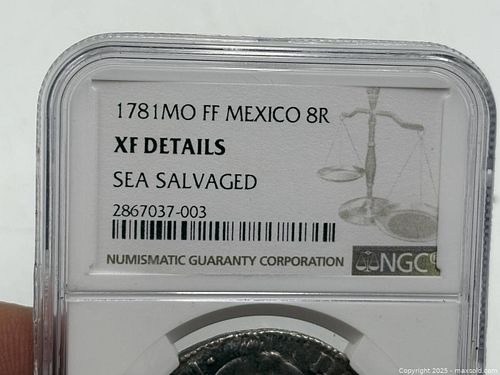 1781MO FF MEXICO 8R
XF DETAILS
SEA SALVAGED
2867037-003
NUMISMATIC GUARANTY CORPORATION
NGC
Copyright 2025 - maxsold.com